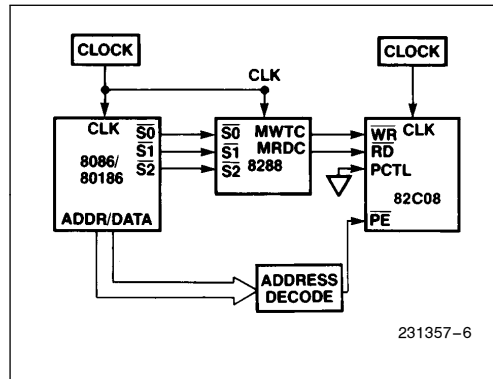 CLOCK
CLOCK
CLK
CLK
S0
S1
S2
8086/
80186
ADDR/DATA
S0
S1
S2
MWTC
MRDC
8288
WR
CLK
RD
PCTL
82C08
PE
ADDRESS
DECODE
231357–6